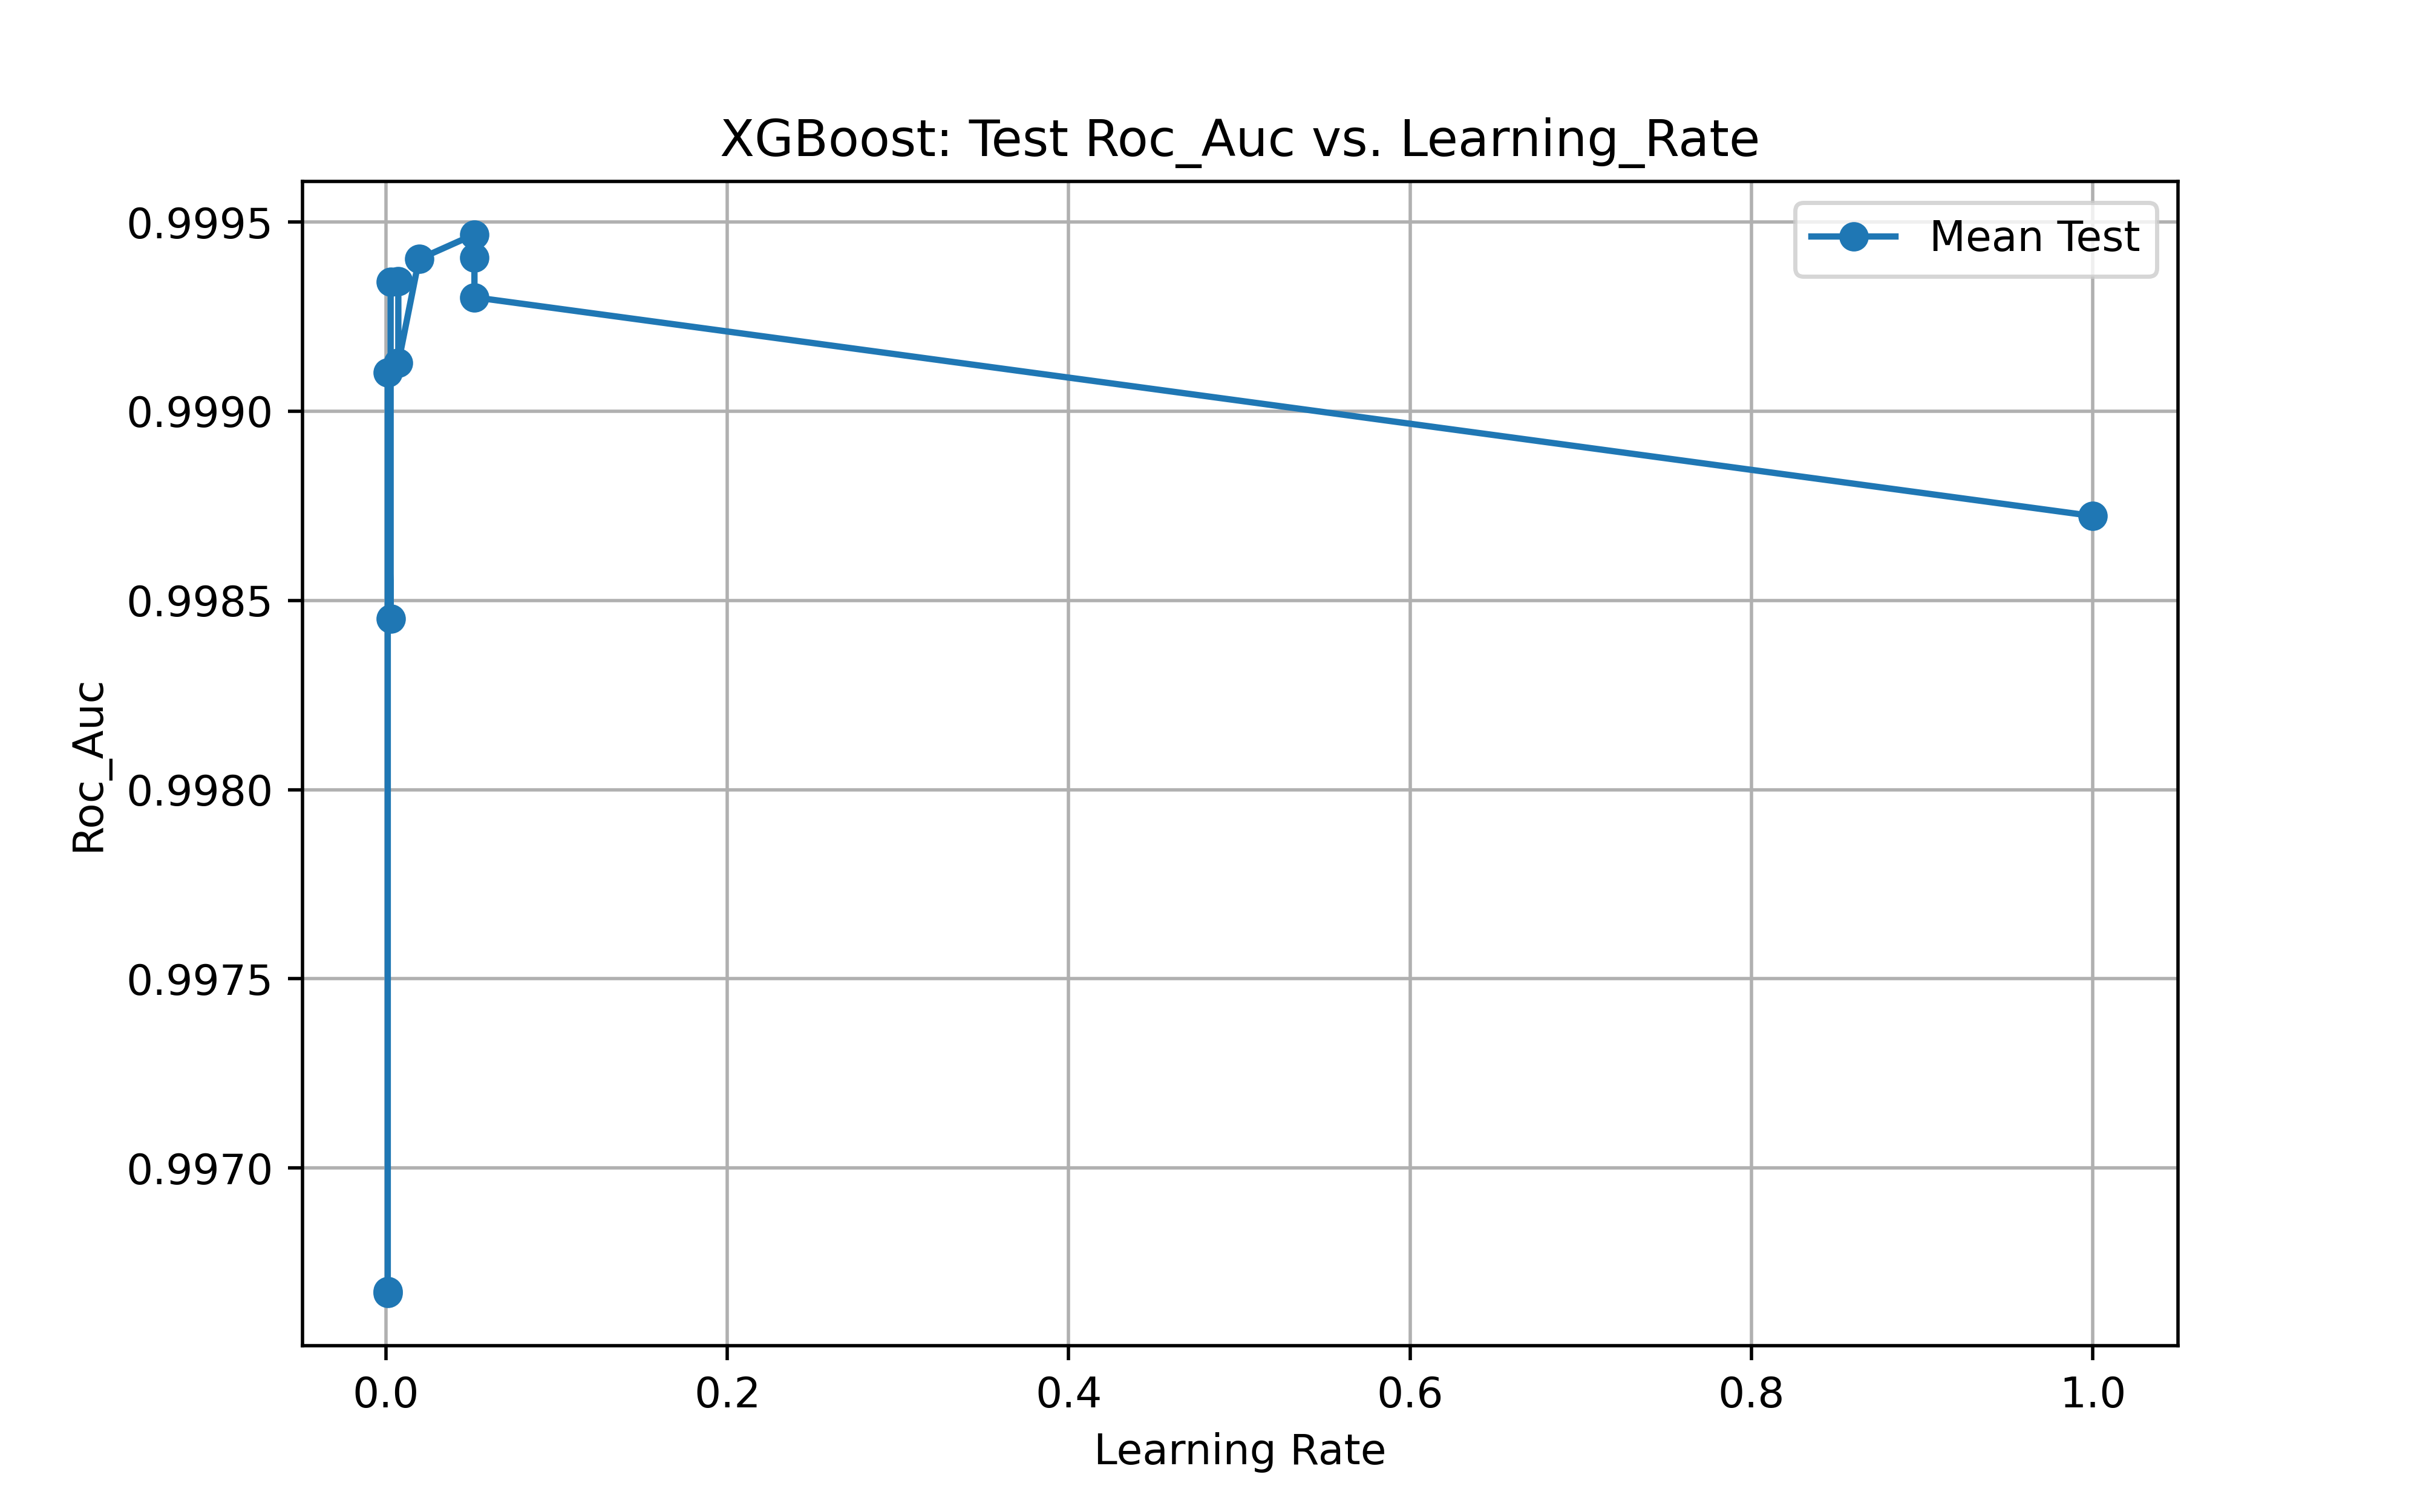 XGBoost: Test Roc_Auc vs. Learning_Rate
Mean Test
Roc_Auc
0.9995
0.9990
0.9985
0.9980
0.9975
0.9970
0.0 0.2 0.4 0.6 0.8 1.0
Learning Rate